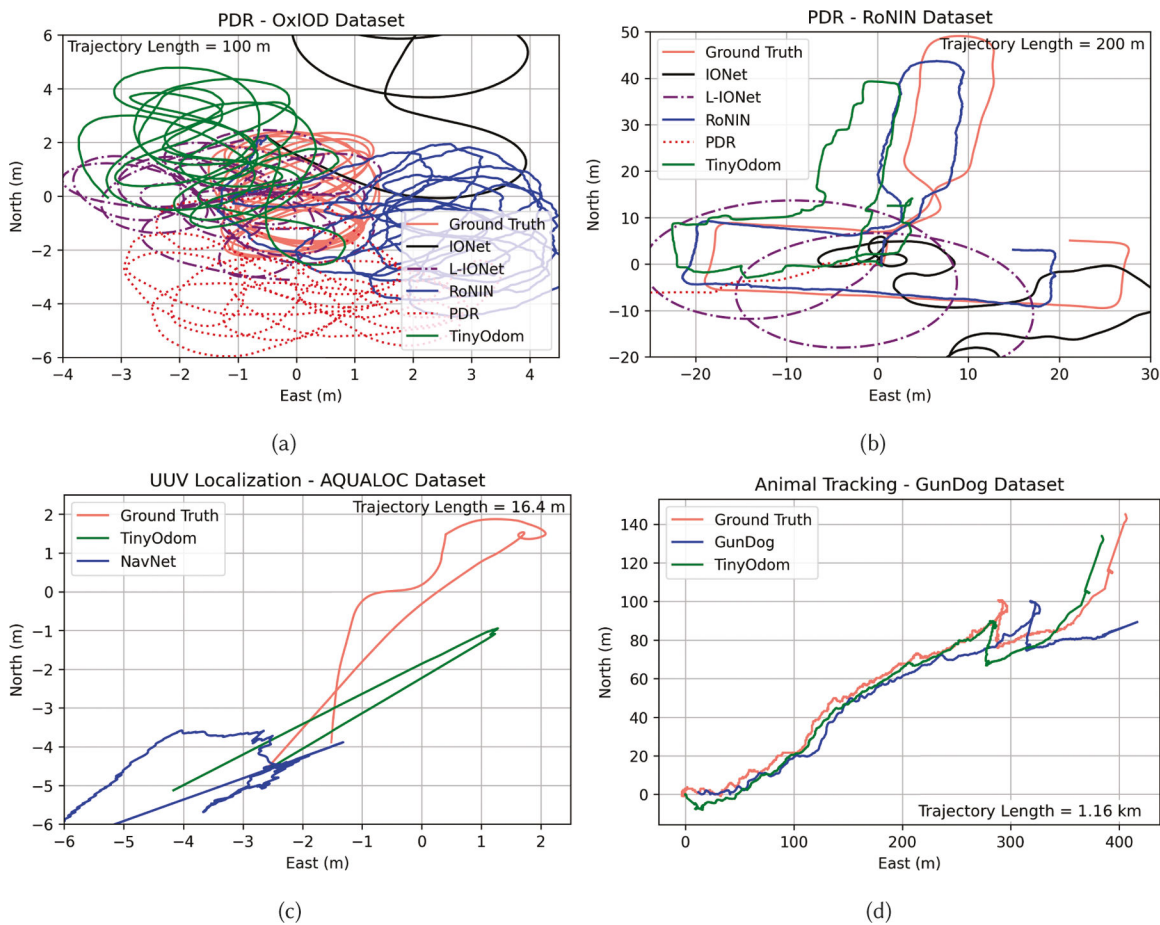 PDR - OxIOD Dataset
Trajectory Length = 100 m
6
4
2
0
−2
−4
−6
North (m)
Ground Truth
IONet
L-IONet
RoNIN
PDR
TinyOdom
−4 −3 −2 −1 0 1 2 3 4
East (m)
(a)
PDR - RoNIN Dataset
Trajectory Length = 200 m
50
40
30
20
10
0
−10
−20
North (m)
Ground Truth
IONet
L-IONet
RoNIN
PDR
TinyOdom
−20 −10 0 10 20 30
East (m)
(b)
UUV Localization - AQUALOC Dataset
Trajectory Length = 16.4 m
2
1
0
−1
−2
−3
−4
−5
−6
North (m)
Ground Truth
TinyOdom
NavNet
−6 −5 −4 −3 −2 −1 0 1 2
East (m)
(c)
Animal Tracking - GunDog Dataset
140
120
100
80
60
40
20
0
North (m)
Ground Truth
GunDog
TinyOdom
Trajectory Length = 1.16 km
0 100 200 300 400
East (m)
(d)